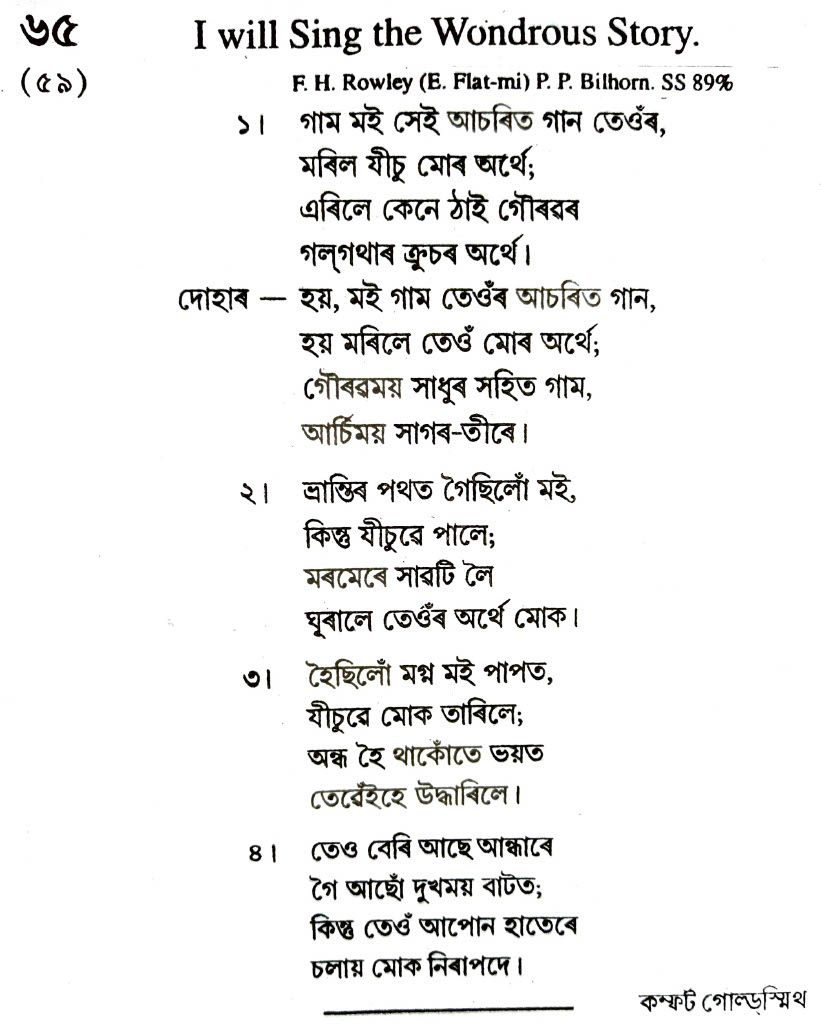 ৬৫ I will Sing the Wondrous Story.
(৫৯) F. H. Rowley (E. Flat-mi) P. P. Bilhorn. SS 89%
১। গাম মই সেই আচৰিত গান তেওঁৰ,
মৰিল যীচু মোৰ অৰ্থে;
এৰিলে কেনে ঠাই গৌৰৱৰ
গল্‌গথাৰ ক্ৰুচৰ অৰ্থে।
দোহাৰ — হয়, মই গাম তেওঁৰ আচৰিত গান,
হয় মৰিলে তেওঁ মোৰ অৰ্থে;
গৌৰৱময় সাধুৰ সহিত গাম,
আৰ্চিময় সাগৰ-তীৰে।
২। ভ্ৰান্তিৰ পথত গৈছিলোঁ মই,
কিন্তু যীচুৱে পালে;
মৰমেৰে সাৱটি লৈ
ঘূৰালে তেওঁৰ অৰ্থে মোক।
৩। হৈছিলোঁ মগ্ন মই পাপত,
যীচুৱে মোক তাৰিলে;
অন্ধ হৈ থাকোঁতে ভয়ত
তেৱেঁইহে উদ্ধাৰিলে।
৪। তেও বেৰি আছে আন্ধাৰে
গৈ আছোঁ দুখময় বাটত;
কিন্তু তেওঁ আপোন হাতেৰে
চলায় মোক নিৰাপদে।
কম্ফট গোল্ড্‌স্মিথ